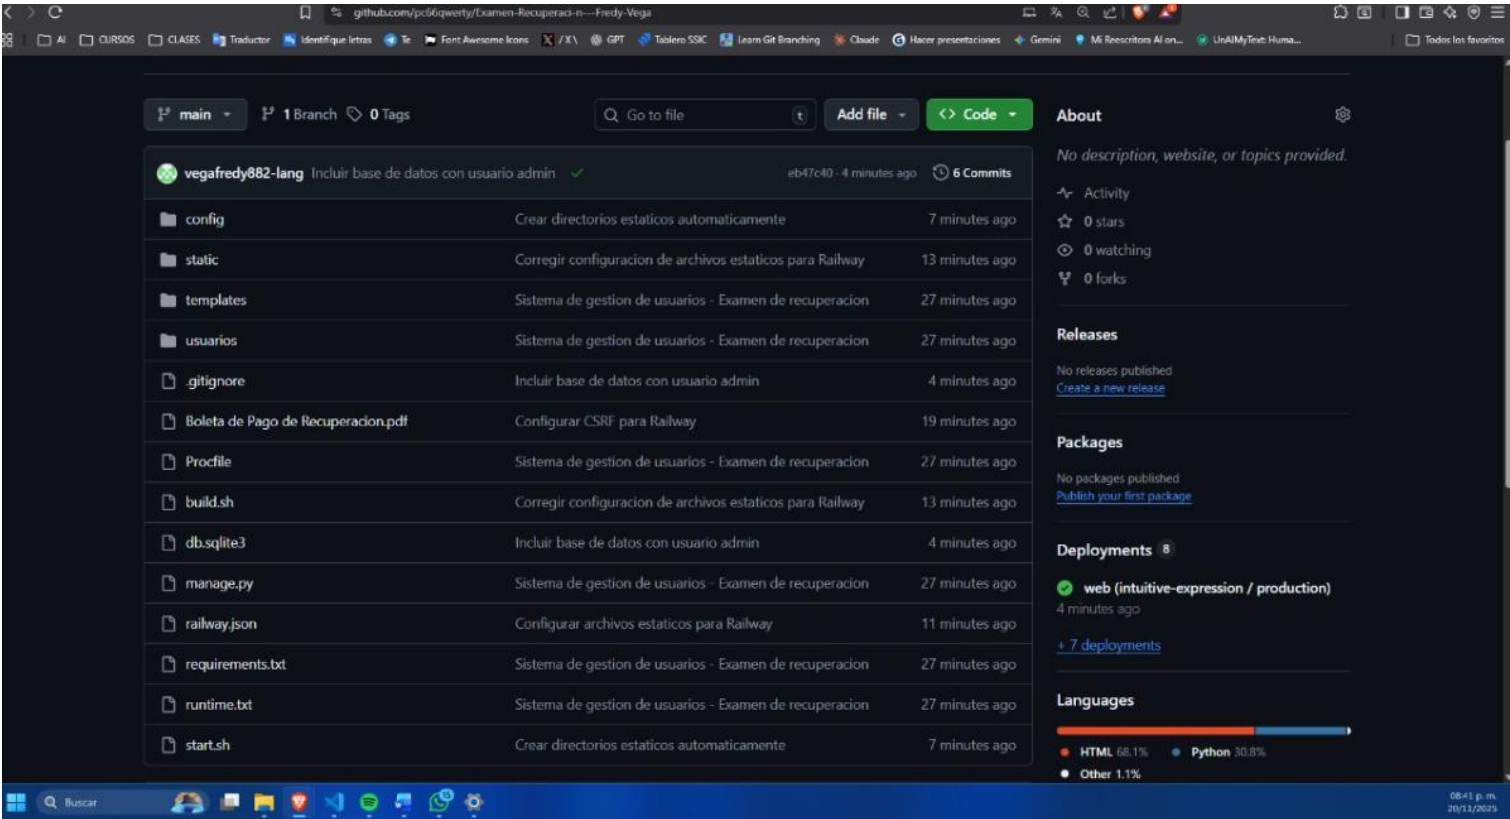 github.com/pc66qwerty/Examen-Recuperaci-n---Fredy-Vega
AI CURSOS CLASES Traductor Identifique letras Te Font Awesome Icons /X\ GPT Tablero SSIC Learn Git Branching Claude Hacer presentaciones Gemini Mi Reescritora AI on... UnAIMyText: Huma... Todos los favoritos
main 1 Branch 0 Tags Go to file t Add file <> Code
vegafredy882-lang Incluir base de datos con usuario admin eb47c40 · 4 minutes ago 6 Commits
config Crear directorios estaticos automaticamente 7 minutes ago
static Corregir configuracion de archivos estaticos para Railway 13 minutes ago
templates Sistema de gestion de usuarios - Examen de recuperacion 27 minutes ago
usuarios Sistema de gestion de usuarios - Examen de recuperacion 27 minutes ago
.gitignore Incluir base de datos con usuario admin 4 minutes ago
Boleta de Pago de Recuperacion.pdf Configurar CSRF para Railway 19 minutes ago
Procfile Sistema de gestion de usuarios - Examen de recuperacion 27 minutes ago
build.sh Corregir configuracion de archivos estaticos para Railway 13 minutes ago
db.sqlite3 Incluir base de datos con usuario admin 4 minutes ago
manage.py Sistema de gestion de usuarios - Examen de recuperacion 27 minutes ago
railway.json Configurar archivos estaticos para Railway 11 minutes ago
requirements.txt Sistema de gestion de usuarios - Examen de recuperacion 27 minutes ago
runtime.txt Sistema de gestion de usuarios - Examen de recuperacion 27 minutes ago
start.sh Crear directorios estaticos automaticamente 7 minutes ago
About
No description, website, or topics provided.
Activity
0 stars
0 watching
0 forks
Releases
No releases published
Create a new release
Packages
No packages published
Publish your first package
Deployments 8
web (intuitive-expression / production)
4 minutes ago
+ 7 deployments
Languages
HTML 68.1% Python 30.8%
Other 1.1%
Buscar
08:41 p. m.
20/11/2025